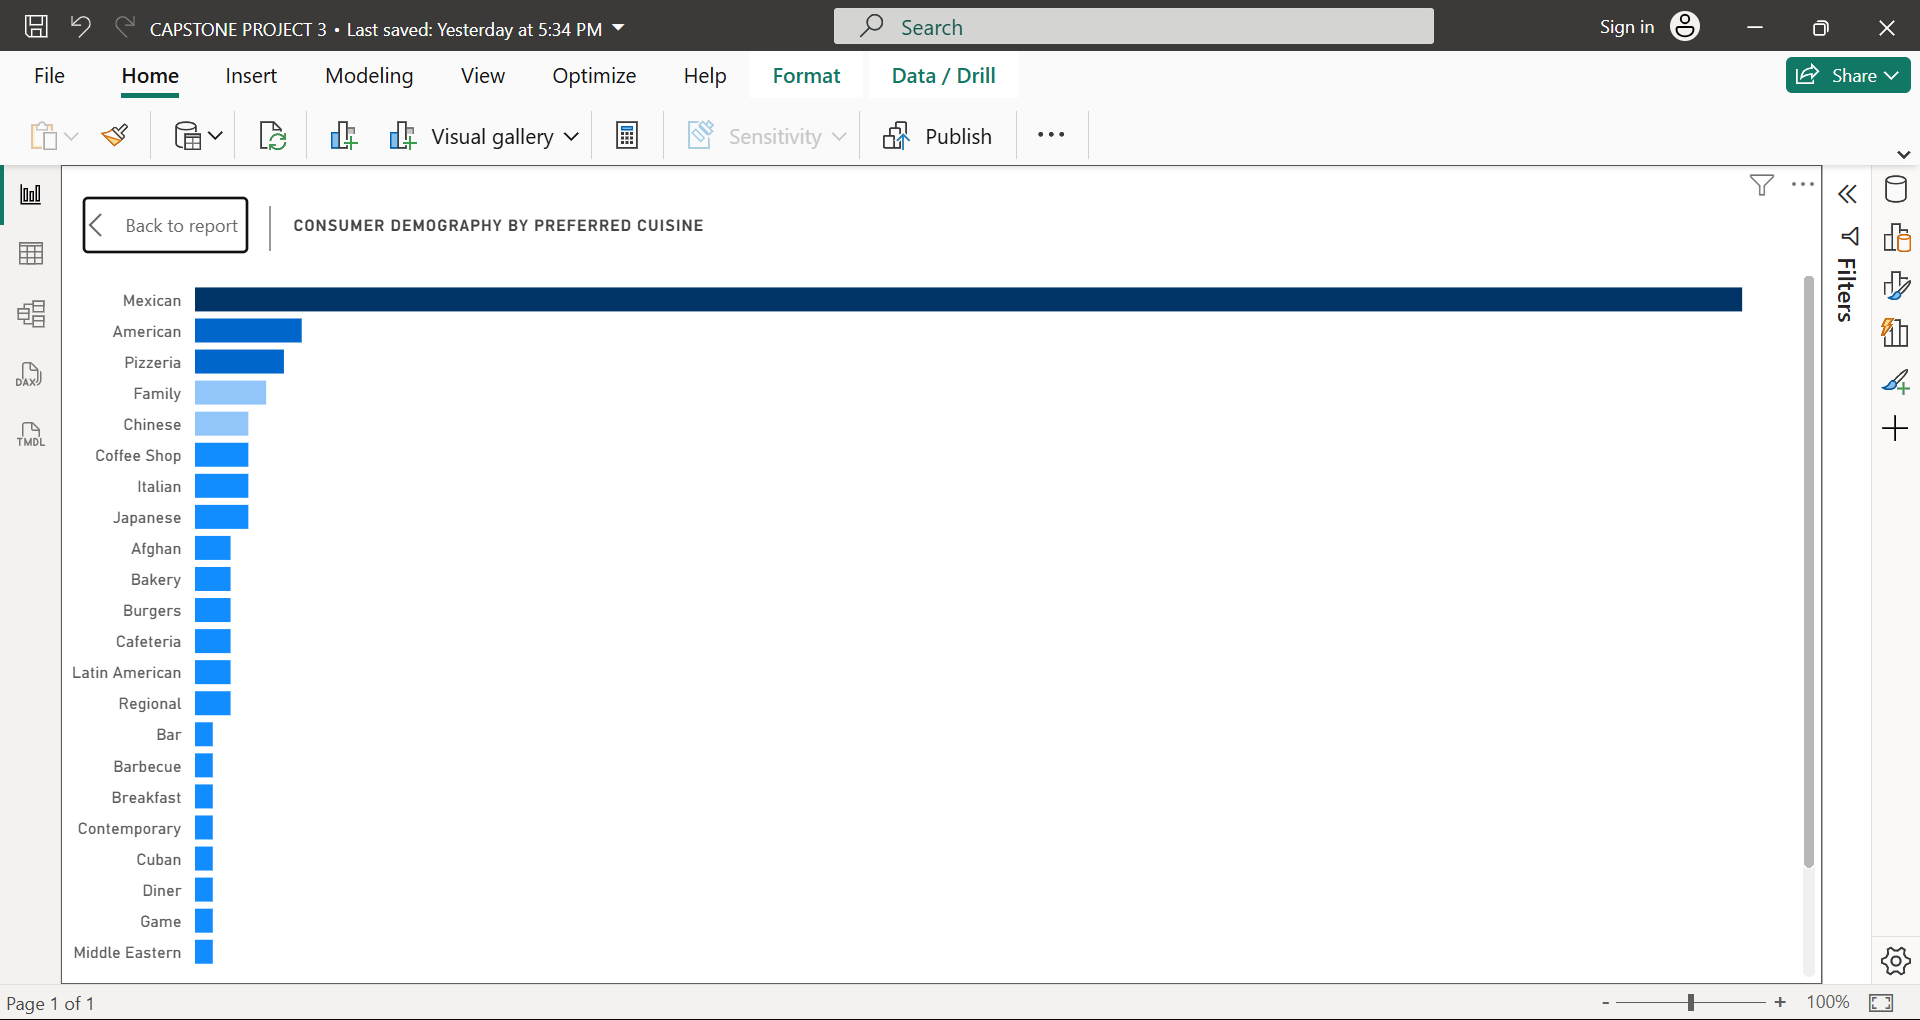 CAPSTONE PROJECT 3 • Last saved: Yesterday at 5:34 PM
Search
Sign in
File
Home
Insert
Modeling
View
Optimize
Help
Format
Data / Drill
Share
Visual gallery
Sensitivity
Publish
Back to report
CONSUMER DEMOGRAPHY BY PREFERRED CUISINE
Filters
DAX
TMDL
Mexican
American
Pizzeria
Family
Chinese
Coffee Shop
Italian
Japanese
Afghan
Bakery
Burgers
Cafeteria
Latin American
Regional
Bar
Barbecue
Breakfast
Contemporary
Cuban
Diner
Game
Middle Eastern
Page 1 of 1
- + 100%